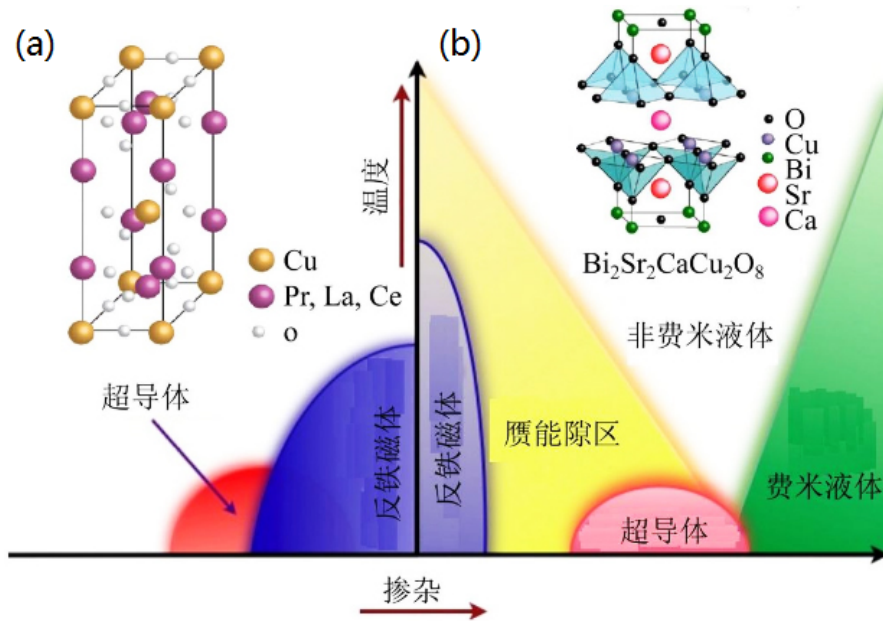 (a)
(b)
温度
Cu
Pr, La, Ce
o
O
Cu
Bi
Sr
Ca
Bi₂Sr₂CaCu₂O₈
超导体
反铁磁体
反铁磁体
赝能隙区
非费米液体
超导体
费米液体
掺杂